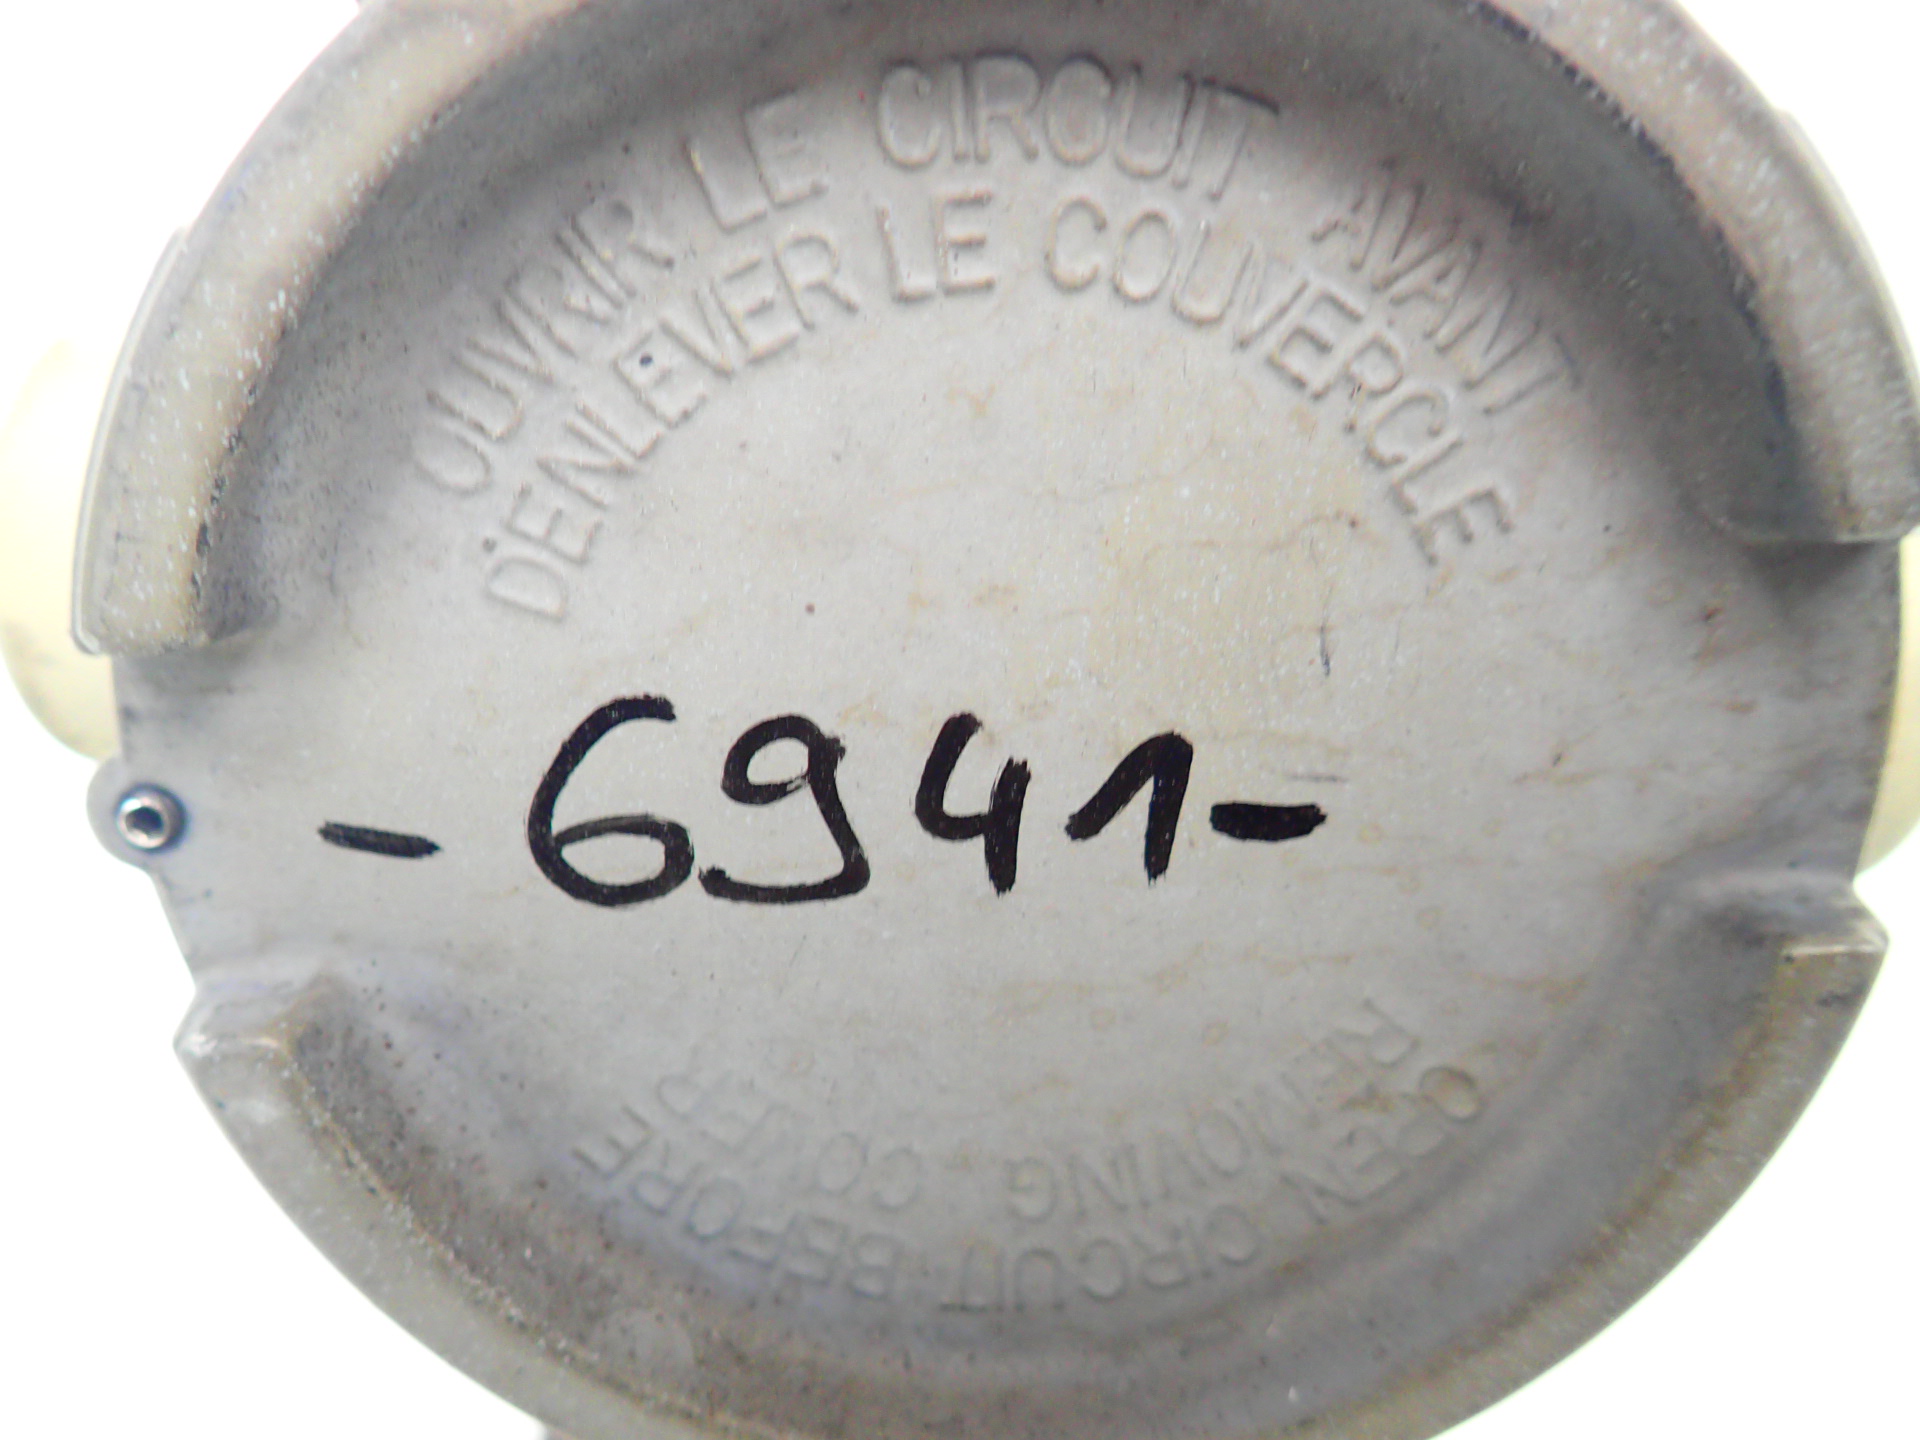 OUVRIR LE CIRCUIT AVANT
D'ENLEVER LE COUVERCLE
-6941-
OPEN CIRCUIT BEFORE
REMOVING COVER